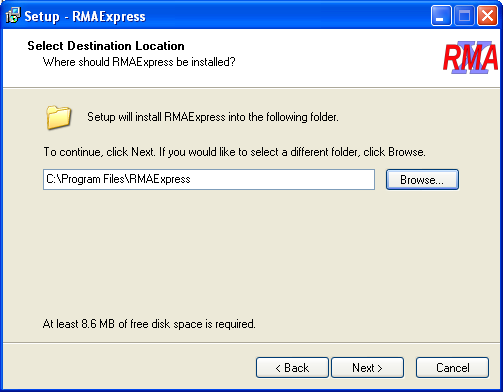 Setup - RMAExpress
Select Destination Location
Where should RMAExpress be installed?
RMA
Setup will install RMAExpress into the following folder.
To continue, click Next. If you would like to select a different folder, click Browse.
C:\Program Files\RMAExpress
Browse...
At least 8.6 MB of free disk space is required.
< Back
Next >
Cancel